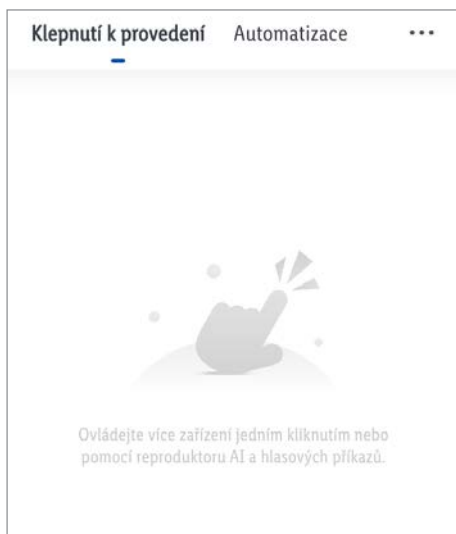 Klepnutí k provedení Automatizace ...
Ovládejte více zařízení jedním kliknutím nebo
pomocí reproduktoru AI a hlasových příkazů.